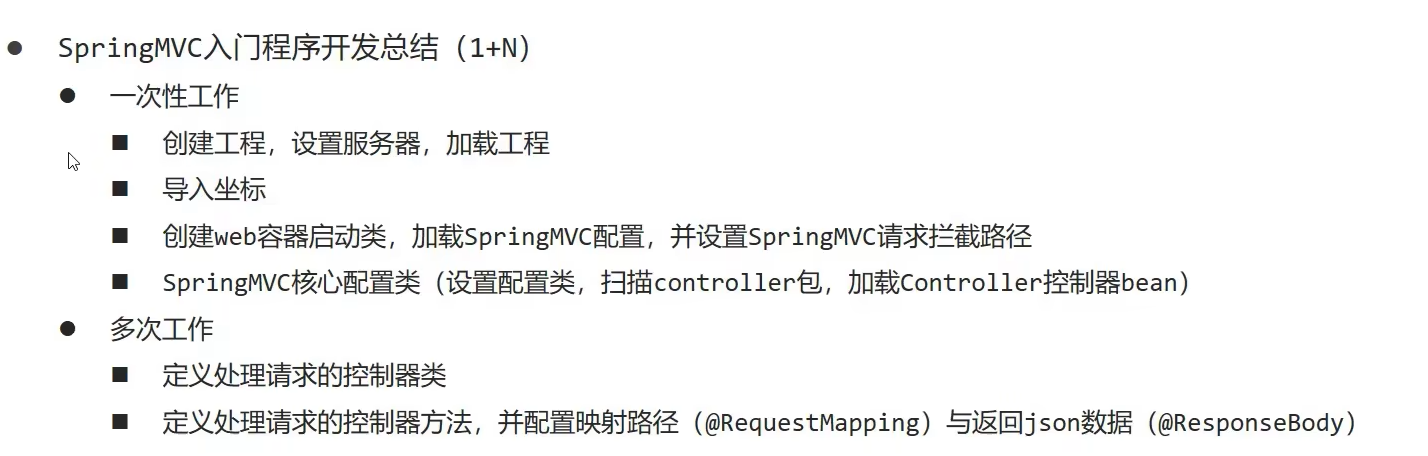 SpringMVC入门程序开发总结（1+N）
一次性工作
创建工程，设置服务器，加载工程
导入坐标
创建web容器启动类，加载SpringMVC配置，并设置SpringMVC请求拦截路径
SpringMVC核心配置类（设置配置类，扫描controller包，加载Controller控制器bean）
多次工作
定义处理请求的控制器类
定义处理请求的控制器方法，并配置映射路径（@RequestMapping）与返回json数据（@ResponseBody）